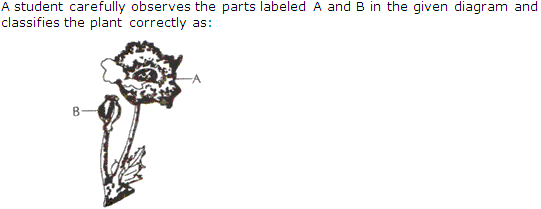 A student carefully observes the parts labeled A and B in the given diagram and
classifies the plant correctly as:
A
B